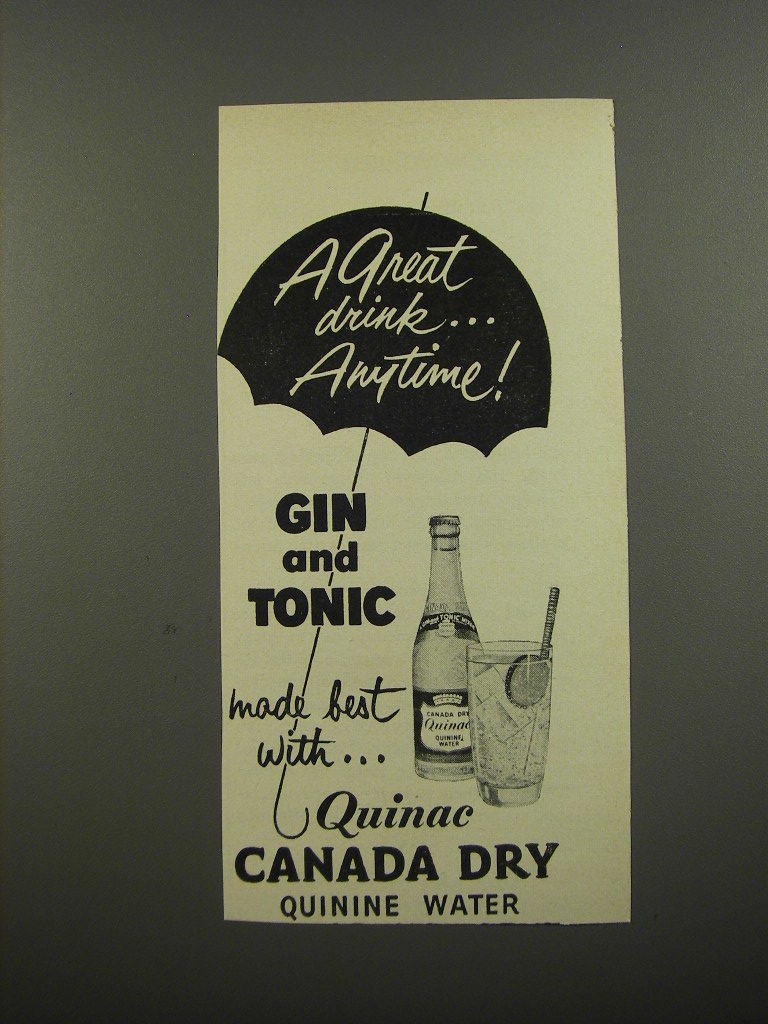 A Great
drink...
Anytime!
GIN
and
TONIC
made best
with...
TONIC
CANADA DRY
Quinac
QUININE
WATER
Quinac
CANADA DRY
QUININE WATER